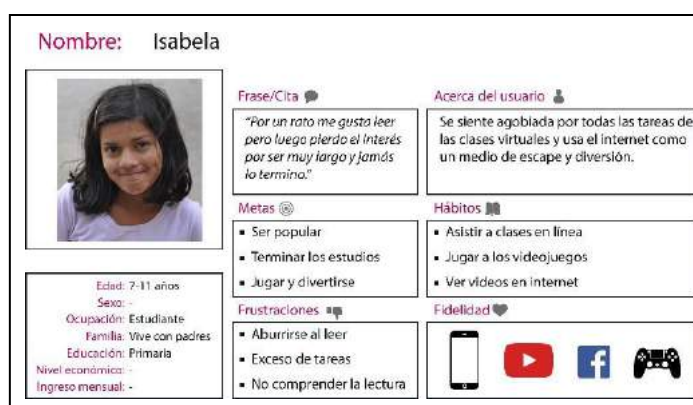 Nombre: Isabela
Frase/Cita
"Por un rato me gusta leer
pero luego pierdo el interés
por ser muy largo y jamás
lo termino."
Acerca del usuario
Se siente agobiada por todas las tareas de
las clases virtuales y usa el internet como
un medio de escape y diversión.
Metas
▪ Ser popular
▪ Terminar los estudios
▪ Jugar y divertirse
Hábitos
▪ Asistir a clases en línea
▪ Jugar a los videojuegos
▪ Ver videos en internet
Edad: 7-11 años
Sexo: -
Ocupación: Estudiante
Familia: Vive con padres
Educación: Primaria
Nivel económico: -
Ingreso mensual: -
Frustraciones
▪ Aburrirse al leer
▪ Exceso de tareas
▪ No comprender la lectura
Fidelidad